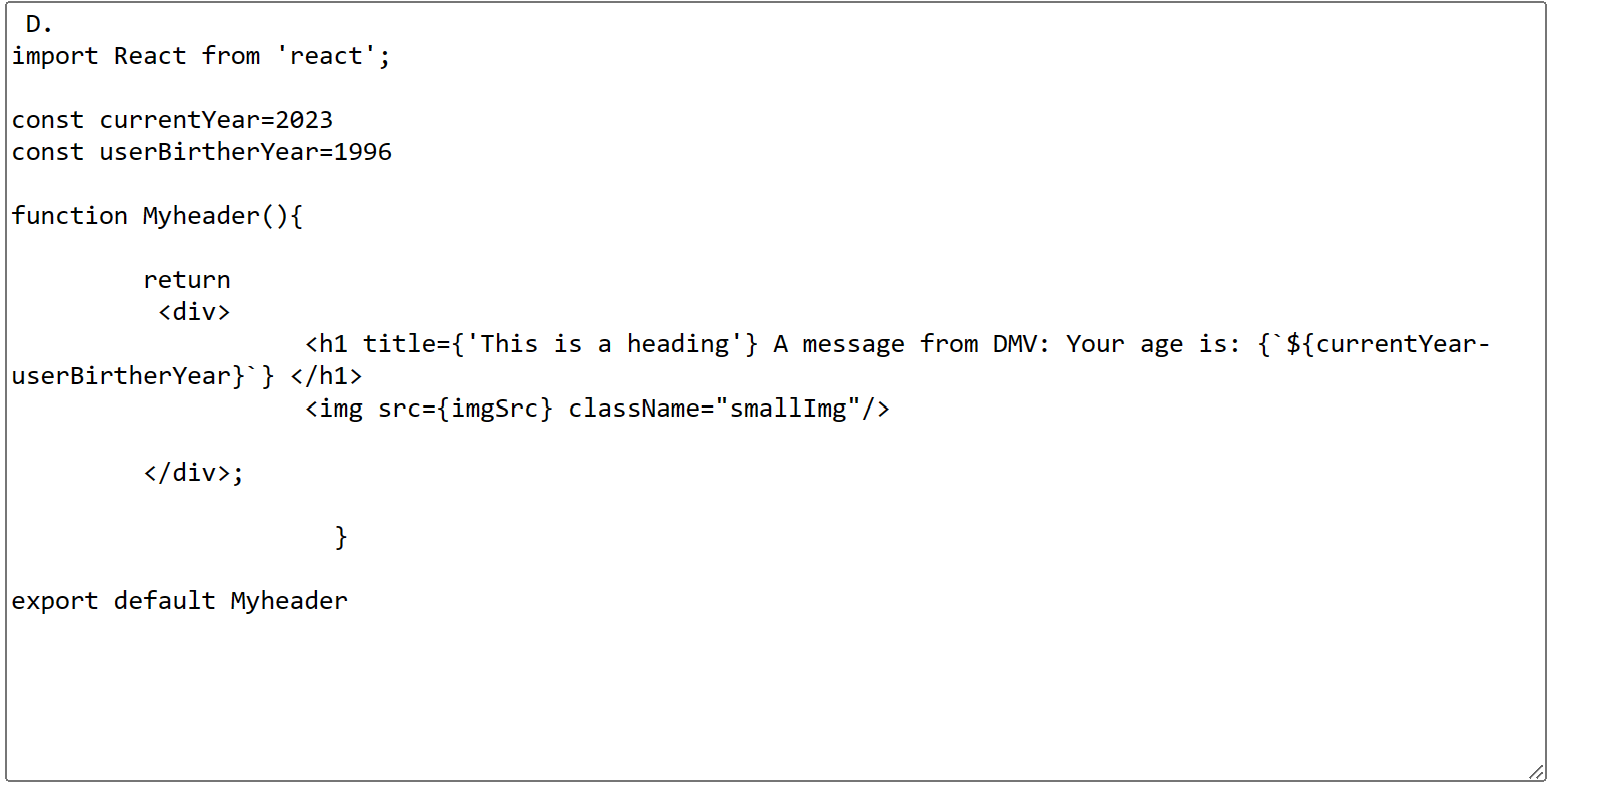 D.
import React from 'react';
const currentYear=2023
const userBirtherYear=1996
function Myheader(){
return
<div>
<h1 title={'This is a heading'} A message from DMV: Your age is: {`${currentYear-
userBirtherYear}`} </h1>
<img src={imgSrc} className="smallImg"/>
</div>;
}
export default Myheader